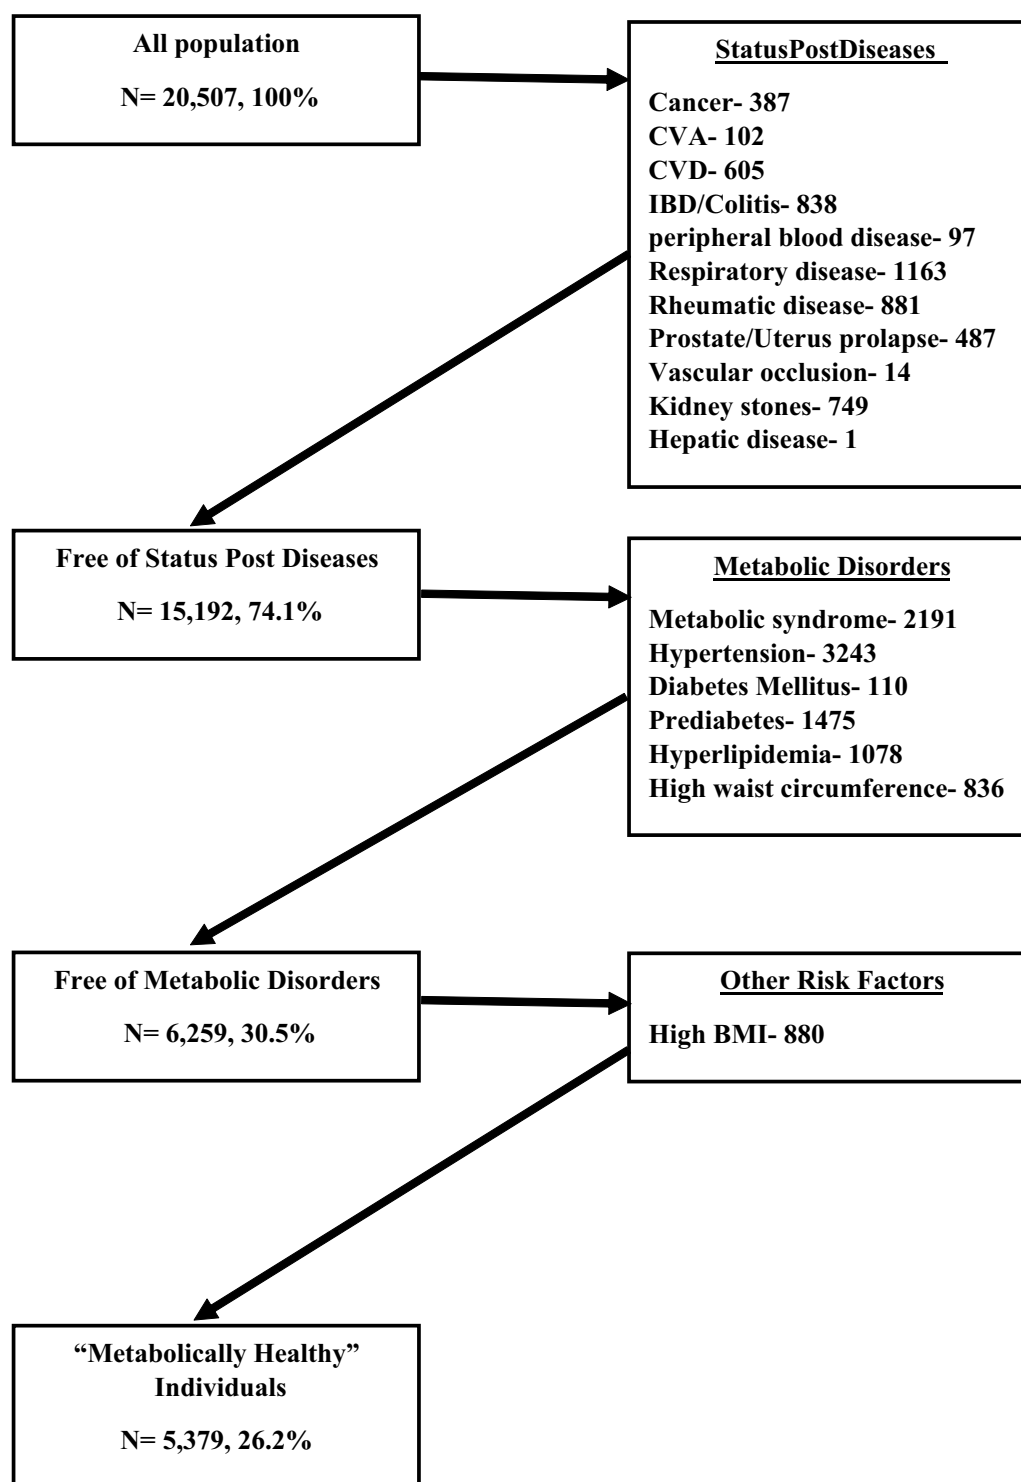 All population
N= 20,507, 100%
StatusPostDiseases
Cancer- 387
CVA- 102
CVD- 605
IBD/Colitis- 838
peripheral blood disease- 97
Respiratory disease- 1163
Rheumatic disease- 881
Prostate/Uterus prolapse- 487
Vascular occlusion- 14
Kidney stones- 749
Hepatic disease- 1
Free of Status Post Diseases
N= 15,192, 74.1%
Metabolic Disorders
Metabolic syndrome- 2191
Hypertension- 3243
Diabetes Mellitus- 110
Prediabetes- 1475
Hyperlipidemia- 1078
High waist circumference- 836
Free of Metabolic Disorders
N= 6,259, 30.5%
Other Risk Factors
High BMI- 880
“Metabolically Healthy”
Individuals
N= 5,379, 26.2%